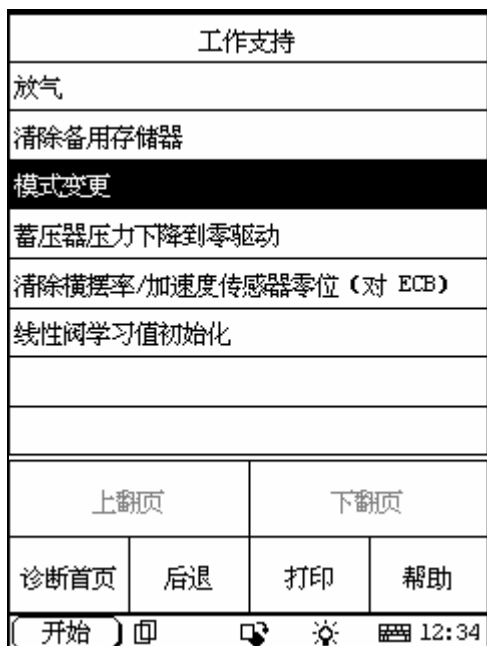 工作支持
放气
清除备用存储器
模式变更
蓄压器压力下降到零驱动
清除横摆率/加速度传感器零位(对 ECB)
线性阀学习值初始化
上翻页 下翻页
诊断首页 后退 打印 帮助
开始 12:34